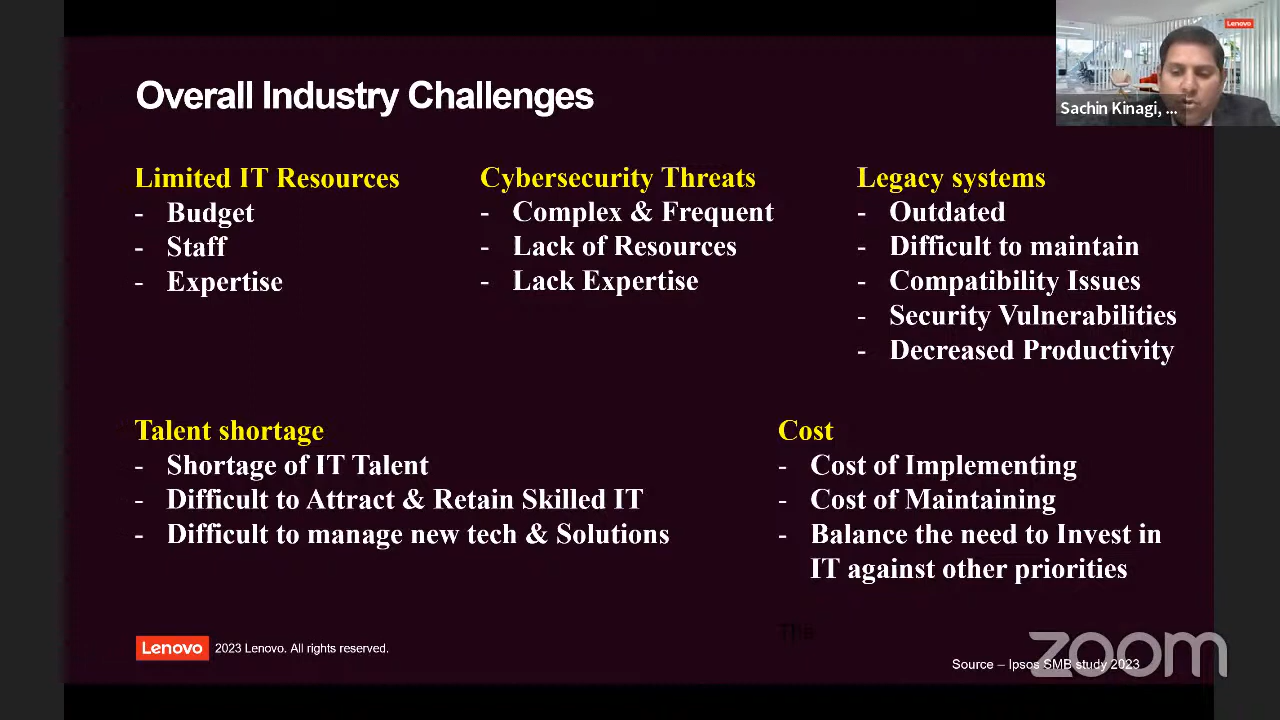 Lenovo
Sachin Kinagi, ...
Overall Industry Challenges
Limited IT Resources
- Budget
- Staff
- Expertise
Cybersecurity Threats
- Complex & Frequent
- Lack of Resources
- Lack Expertise
Legacy systems
- Outdated
- Difficult to maintain
- Compatibility Issues
- Security Vulnerabilities
- Decreased Productivity
Talent shortage
- Shortage of IT Talent
- Difficult to Attract & Retain Skilled IT
- Difficult to manage new tech & Solutions
Cost
- Cost of Implementing
- Cost of Maintaining
- Balance the need to Invest in
IT against other priorities
The
Lenovo 2023 Lenovo. All rights reserved.
zoom
Source – Ipsos SMB study 2023